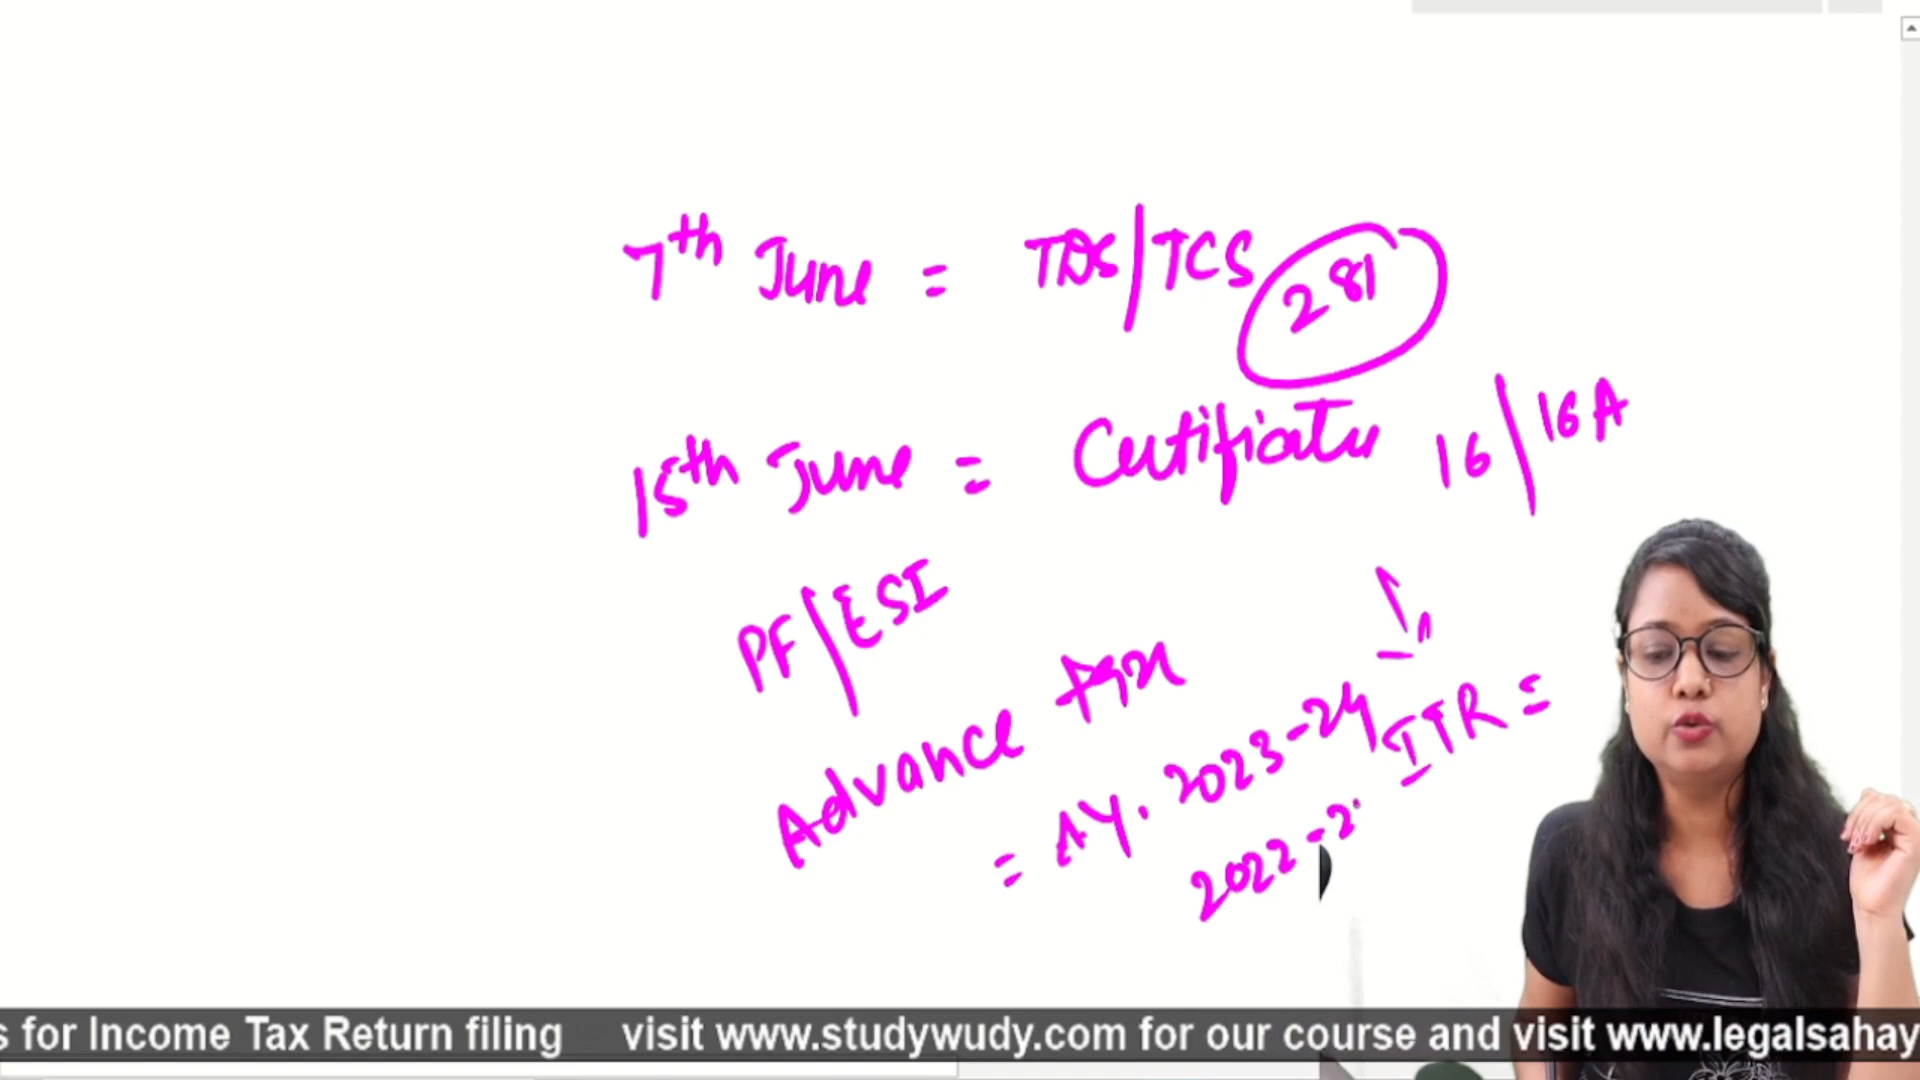 7th June = TDS/TCS 281
15th June = Certificate 16/16A
PF/ESI
Advance Tax
= AY. 2023-24 ITR =
2022-2
s for Income Tax Return filing visit www.studywudy.com for our course and visit www.legalsahay